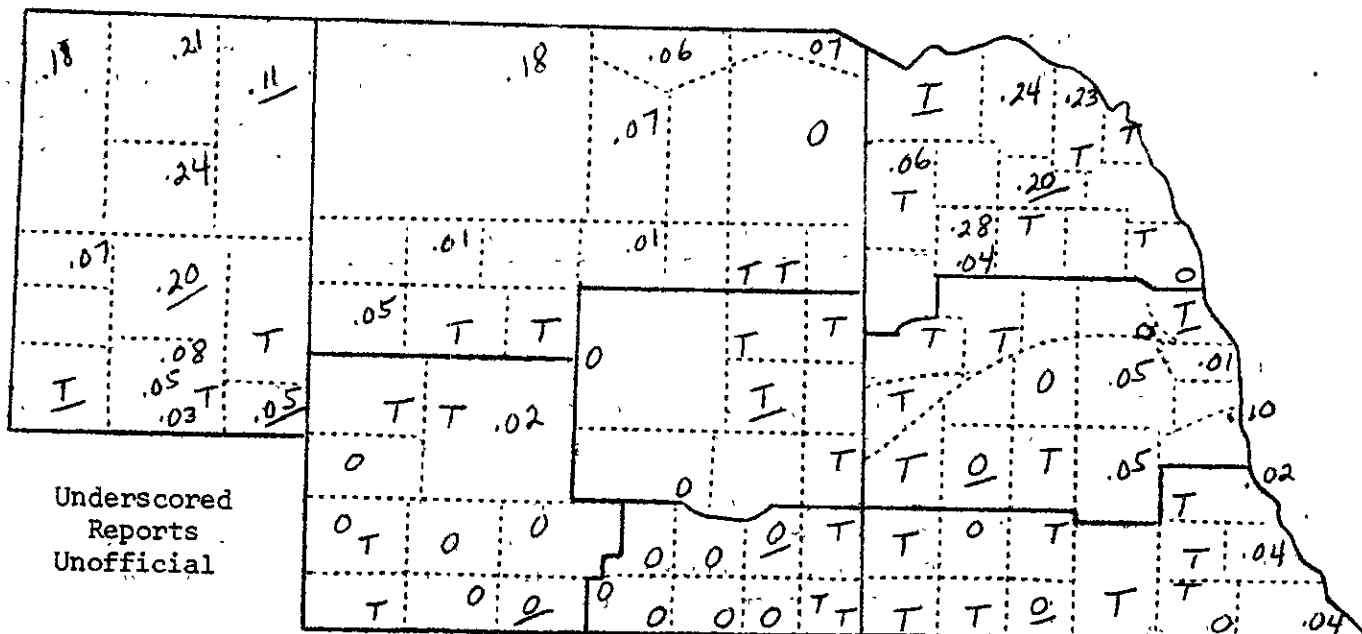 .18 .21 .11 .18 .06 .07
T .24 .23 T
.07 0
.24 .06 T
T .20
.01 .01 .28 T T
.07 .20 T T .04 0
.05 T T T T T T
.08 T 0 T 0 .01
T .05 T .05 T T .02 T T 0 .05
.03 .10
0 T T 0 T .05 .02
0 T
Underscored
Reports
Unofficial
0 T 0 0 0 0 0 T T 0 T T .04
T 0 0 0 0 0 0 T T T T 0 T T 0 .04